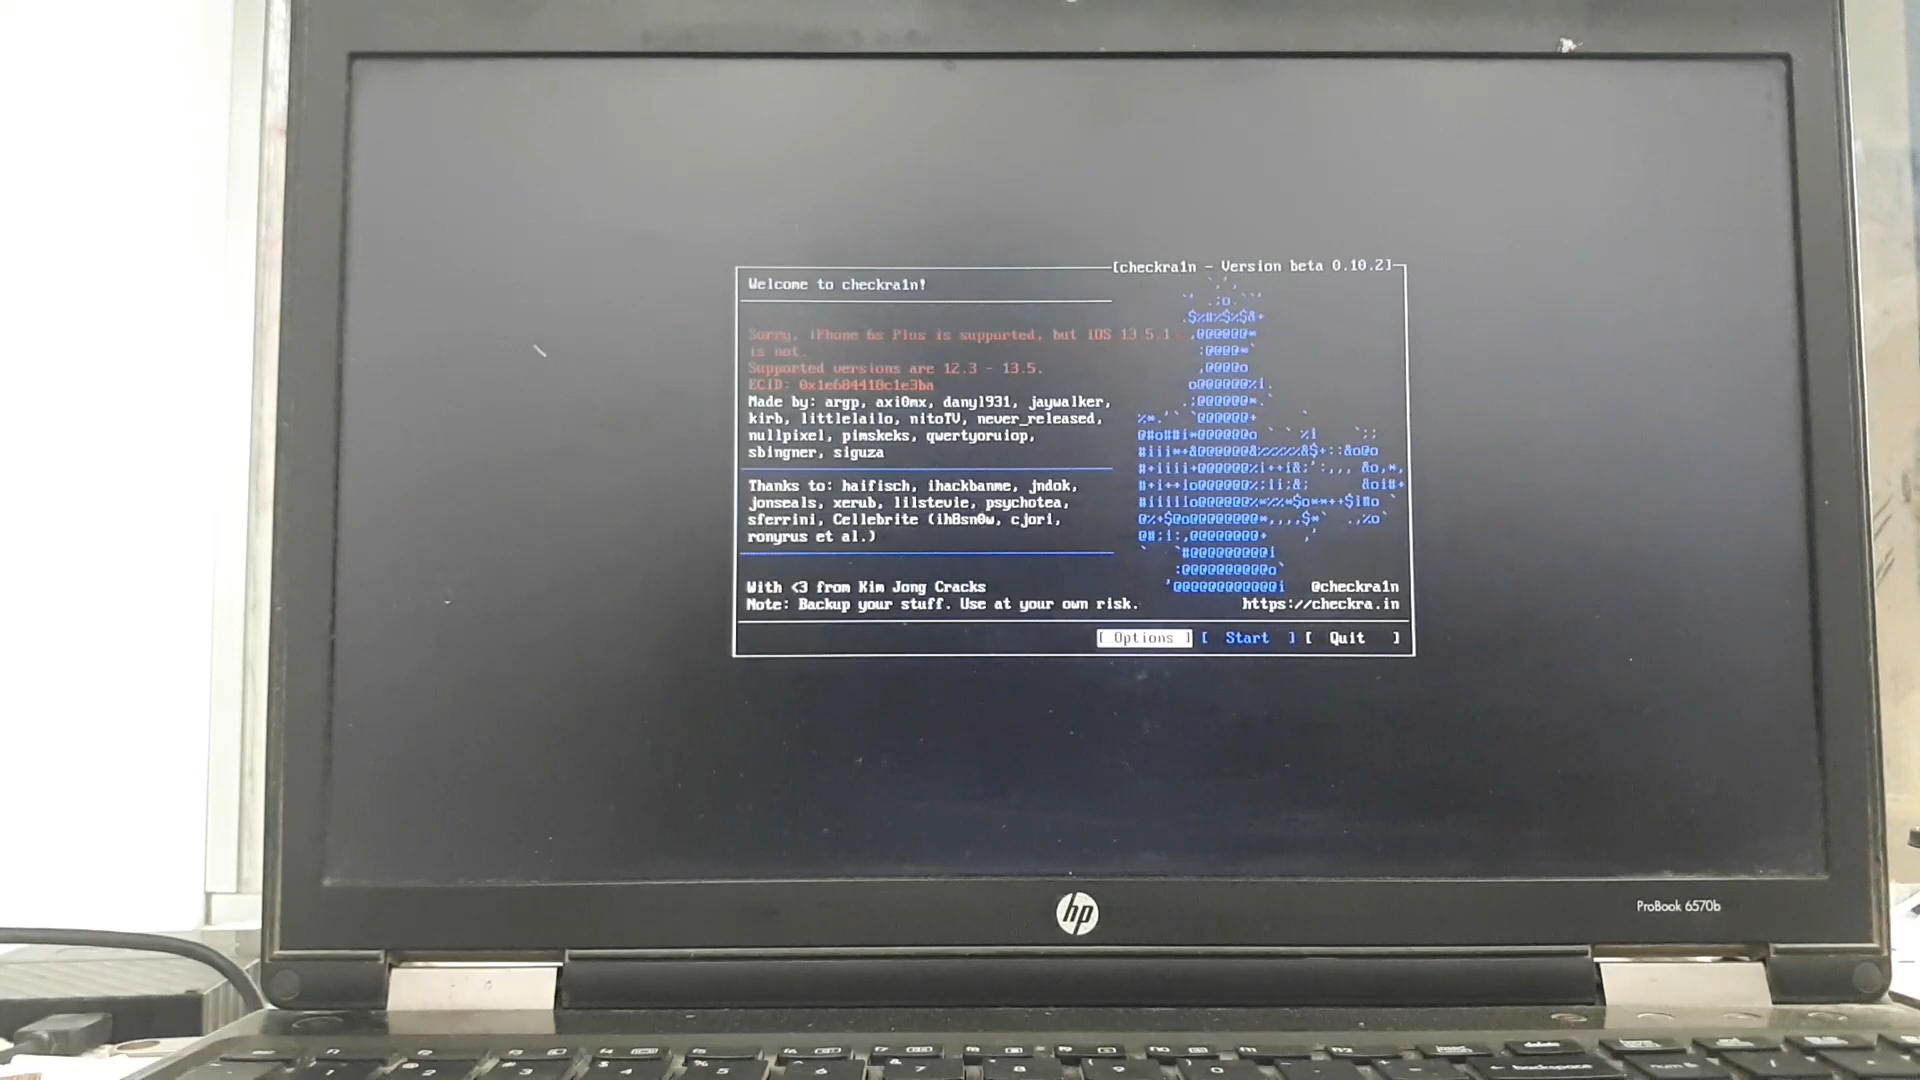 [checkra1n - Version beta 0.10.2]
Welcome to checkra1n!
Sorry, iPhone 6s Plus is supported, but iOS 13.5.1
is not.
Supported versions are 12.3 - 13.5.
ECID: 0x1e684418c1e3ba
Made by: argp, axi0mx, danyl931, jaywalker,
kirb, littlelailo, nitoTV, never_released,
nullpixel, pimskeks, qwertyoruiop,
sbingner, siguza
Thanks to: haifisch, ihackbanme, jndok,
jonseals, xerub, lilstevie, psychotea,
sferrini, Cellebrite (ih8sn0w, cjori,
ronyrus et al.)
With <3 from Kim Jong Cracks
@checkra1n
Note: Backup your stuff. Use at your own risk.
https://checkra.in
[ Options ] [ Start ] [ Quit ]
hp
ProBook 6570b
backspace